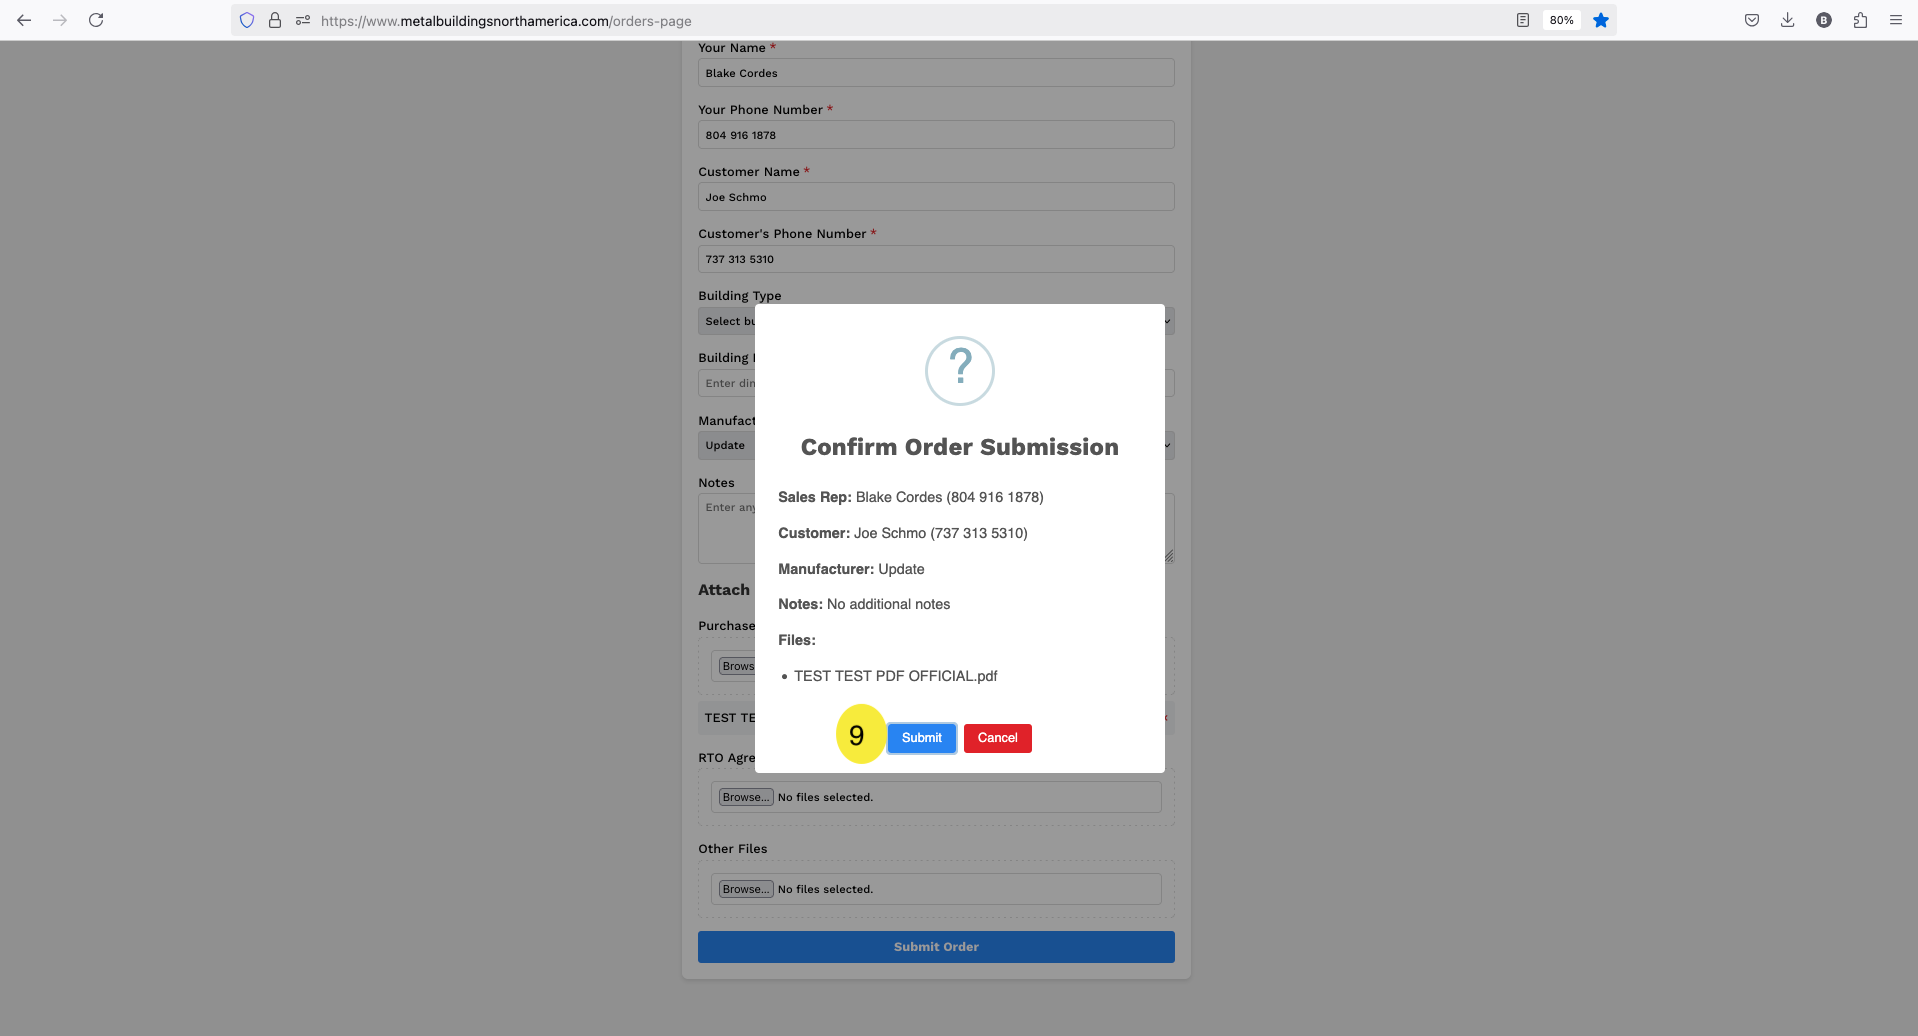 https://www.metalbuildingsnorthamerica.com/orders-page
80%
B
Your Name *
Blake Cordes
Your Phone Number *
804 916 1878
Customer Name *
Joe Schmo
Customer's Phone Number *
737 313 5310
Building Type
Select bu
Building
Enter din
Manufact
Update
Notes
Enter any
Attach
Purchase
Brows
TEST TE
RTO Agre
Browse... No files selected.
Other Files
Browse... No files selected.
Submit Order
?
Confirm Order Submission
Sales Rep: Blake Cordes (804 916 1878)
Customer: Joe Schmo (737 313 5310)
Manufacturer: Update
Notes: No additional notes
Files:
• TEST TEST PDF OFFICIAL.pdf
9 Submit Cancel